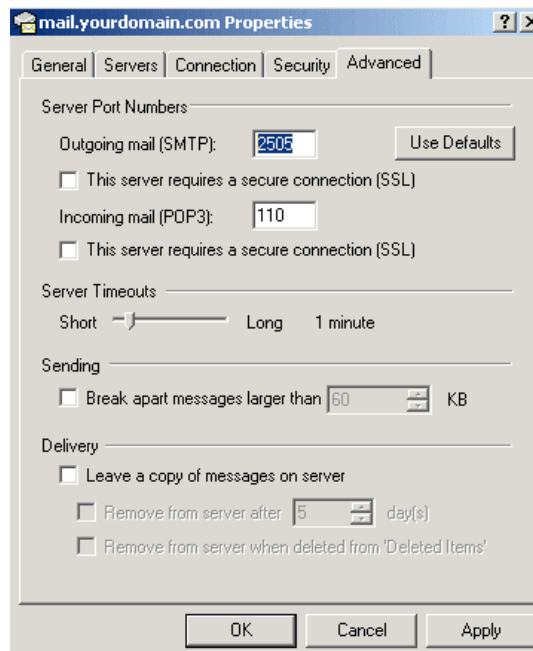 mail.yourdomain.com Properties
General Servers Connection Security Advanced
Server Port Numbers
Outgoing mail (SMTP): 2505 Use Defaults
This server requires a secure connection (SSL)
Incoming mail (POP3): 110
This server requires a secure connection (SSL)
Server Timeouts
Short Long 1 minute
Sending
Break apart messages larger than 60 KB
Delivery
Leave a copy of messages on server
Remove from server after 5 day(s)
Remove from server when deleted from 'Deleted Items'
OK Cancel Apply